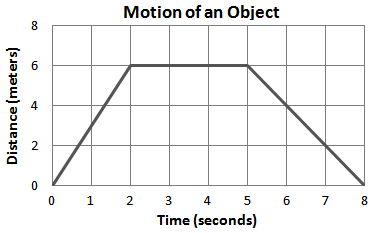 Motion of an Object
Distance (meters)
8
6
4
2
0
0 1 2 3 4 5 6 7 8
Time (seconds)